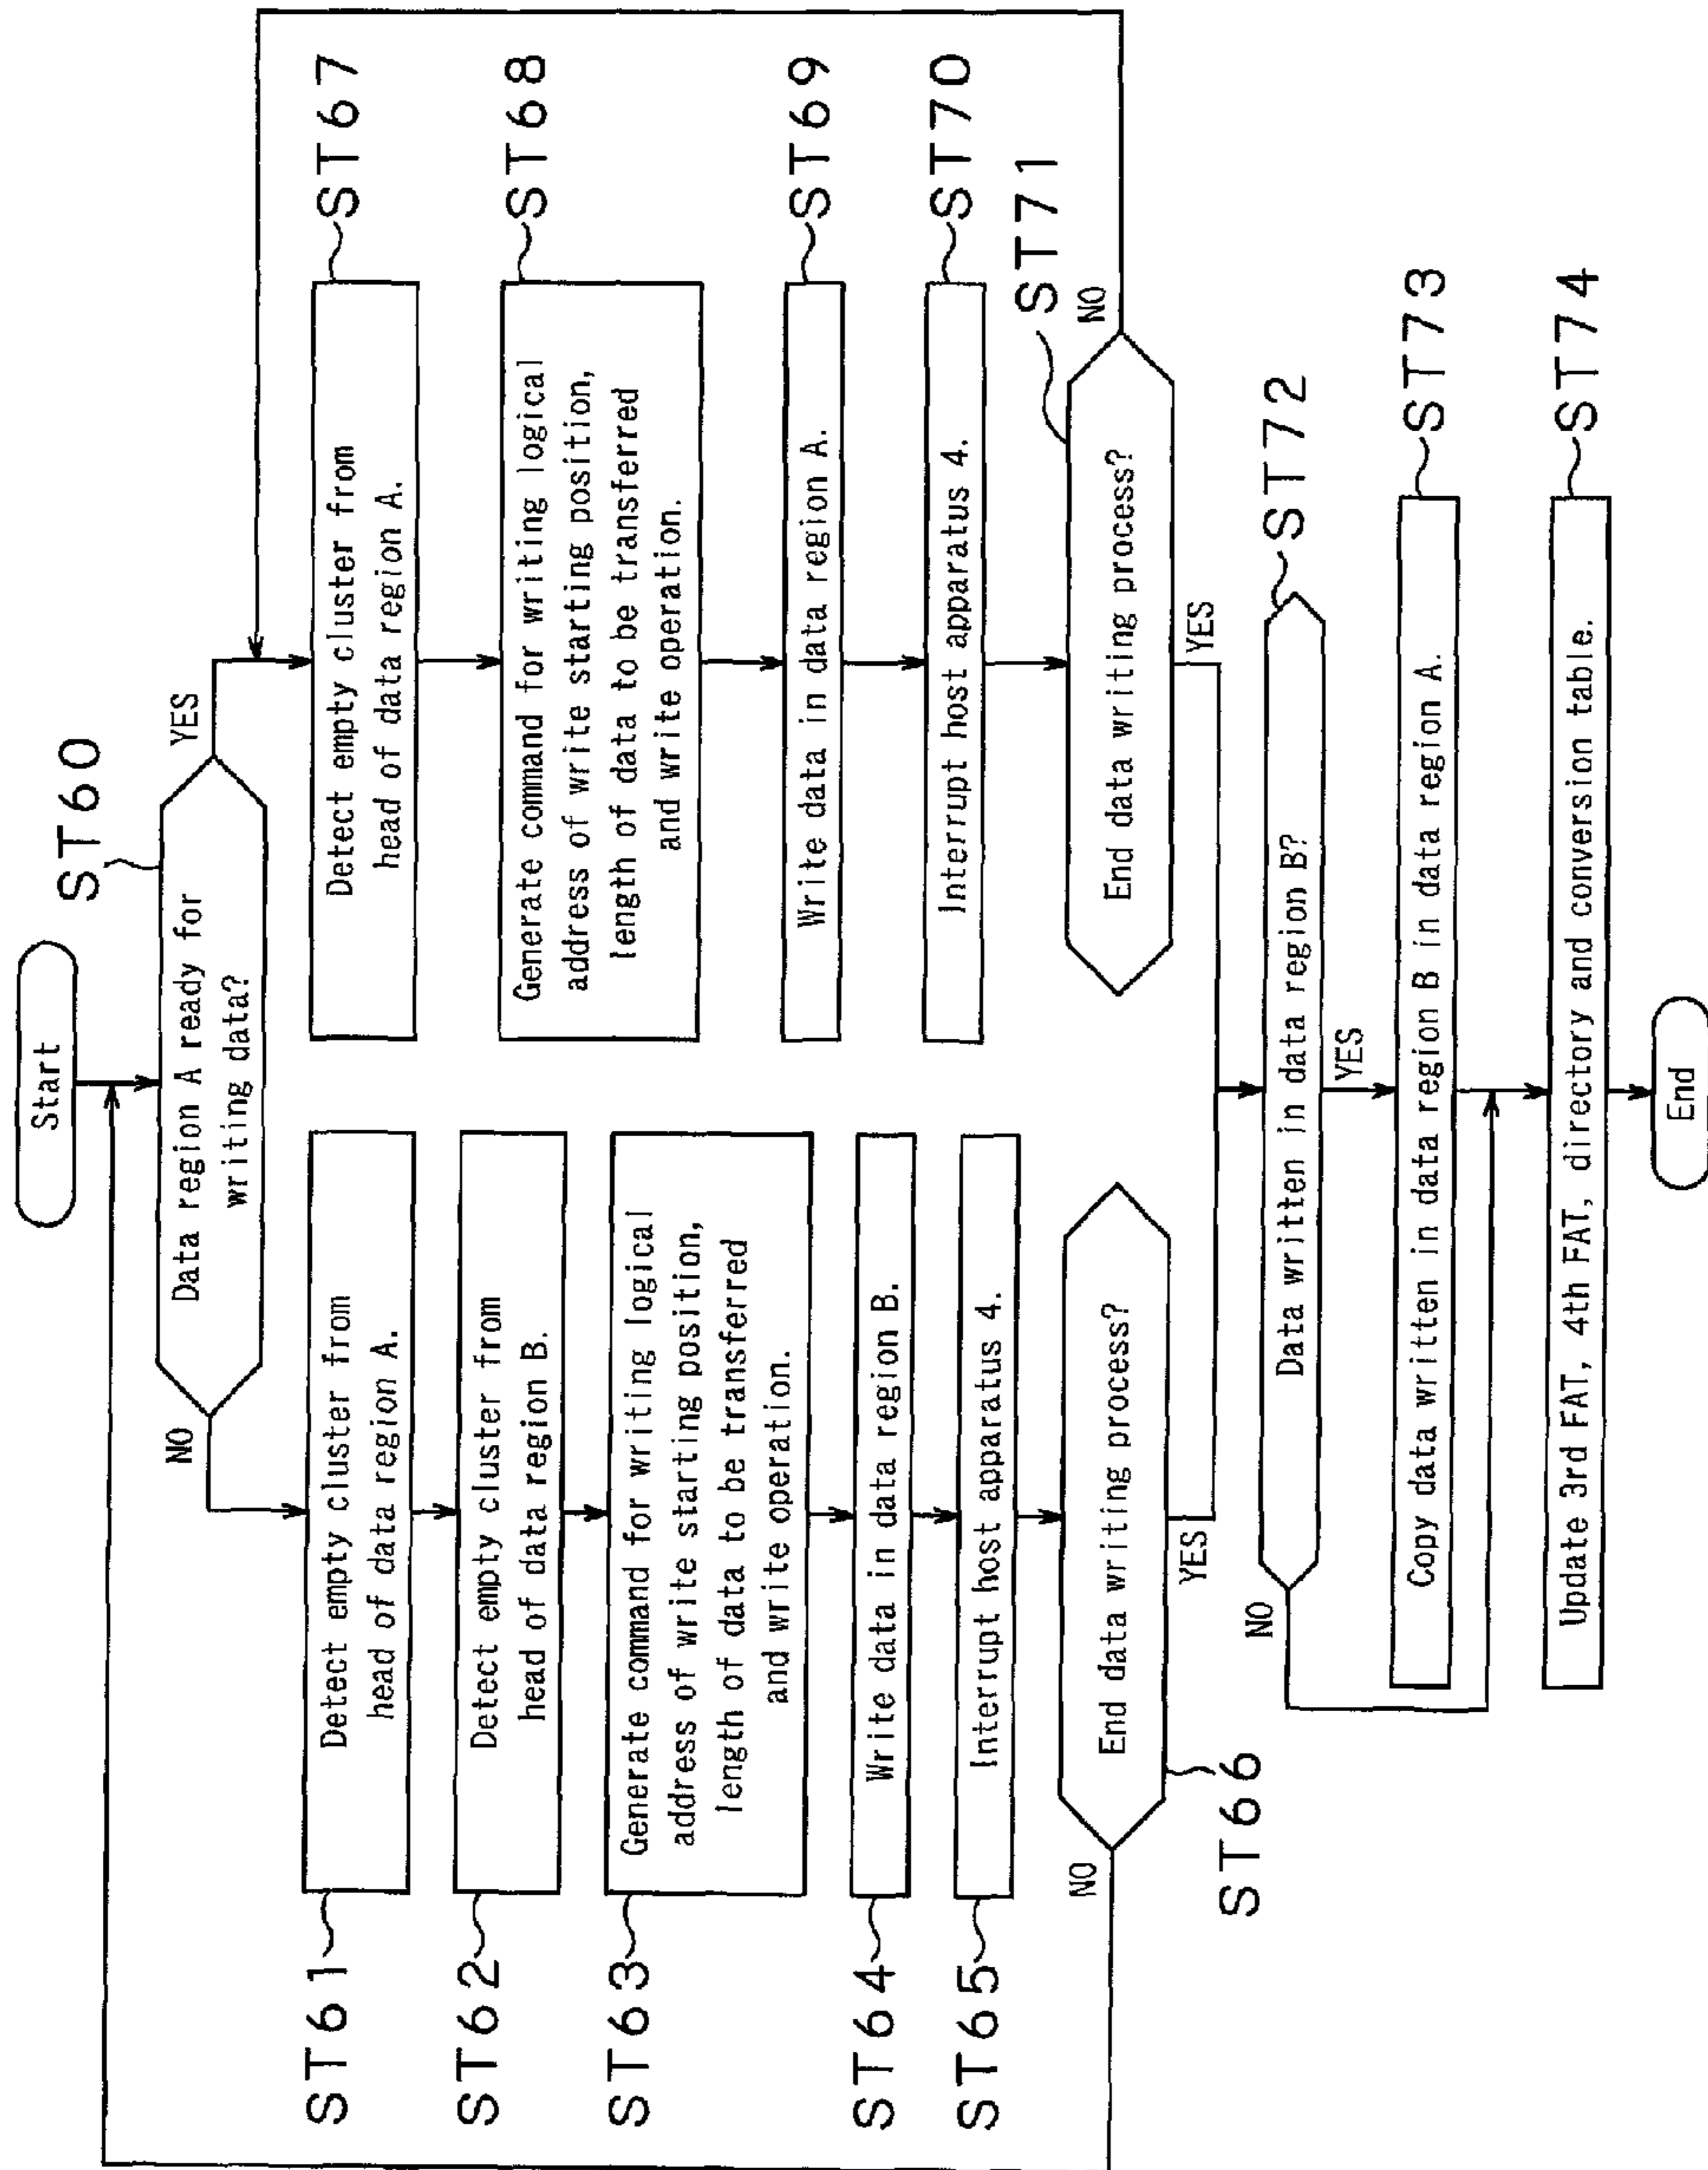 Start
ST60
Data region A ready for
writing data?
NO
YES
ST61
Detect empty cluster from
head of data region A.
ST62
Detect empty cluster from
head of data region B.
ST63
Generate command for writing logical
address of write starting position,
length of data to be transferred
and write operation.
ST64
Write data in data region B.
ST65
Interrupt host apparatus 4.
End data writing process?
NO
YES
ST66
ST67
Detect empty cluster from
head of data region A.
ST68
Generate command for writing logical
address of write starting position,
length of data to be transferred
and write operation.
ST69
Write data in data region A.
ST70
Interrupt host apparatus 4.
ST71
End data writing process?
NO
YES
ST72
Data written in data region B?
NO
YES
ST73
Copy data written in data region B in data region A.
ST74
Update 3rd FAT, 4th FAT, directory and conversion table.
End